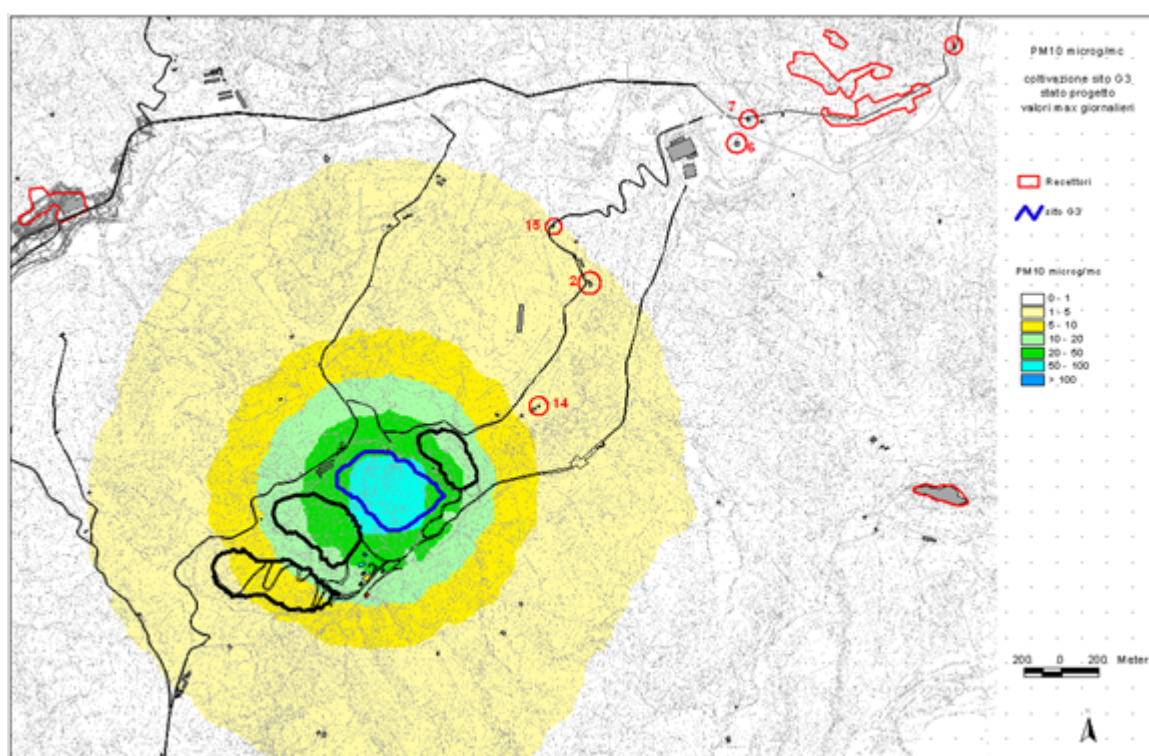 PM10 microg/mc
coltivazione sito G3
stato progetto
valori max giornalieri
Recettori
sito G3
PM10 microg/mc
0 - 1
1 - 5
5 - 10
10 - 20
20 - 50
50 - 100
> 100
7
6
15
2
14
200 0 200 Meter